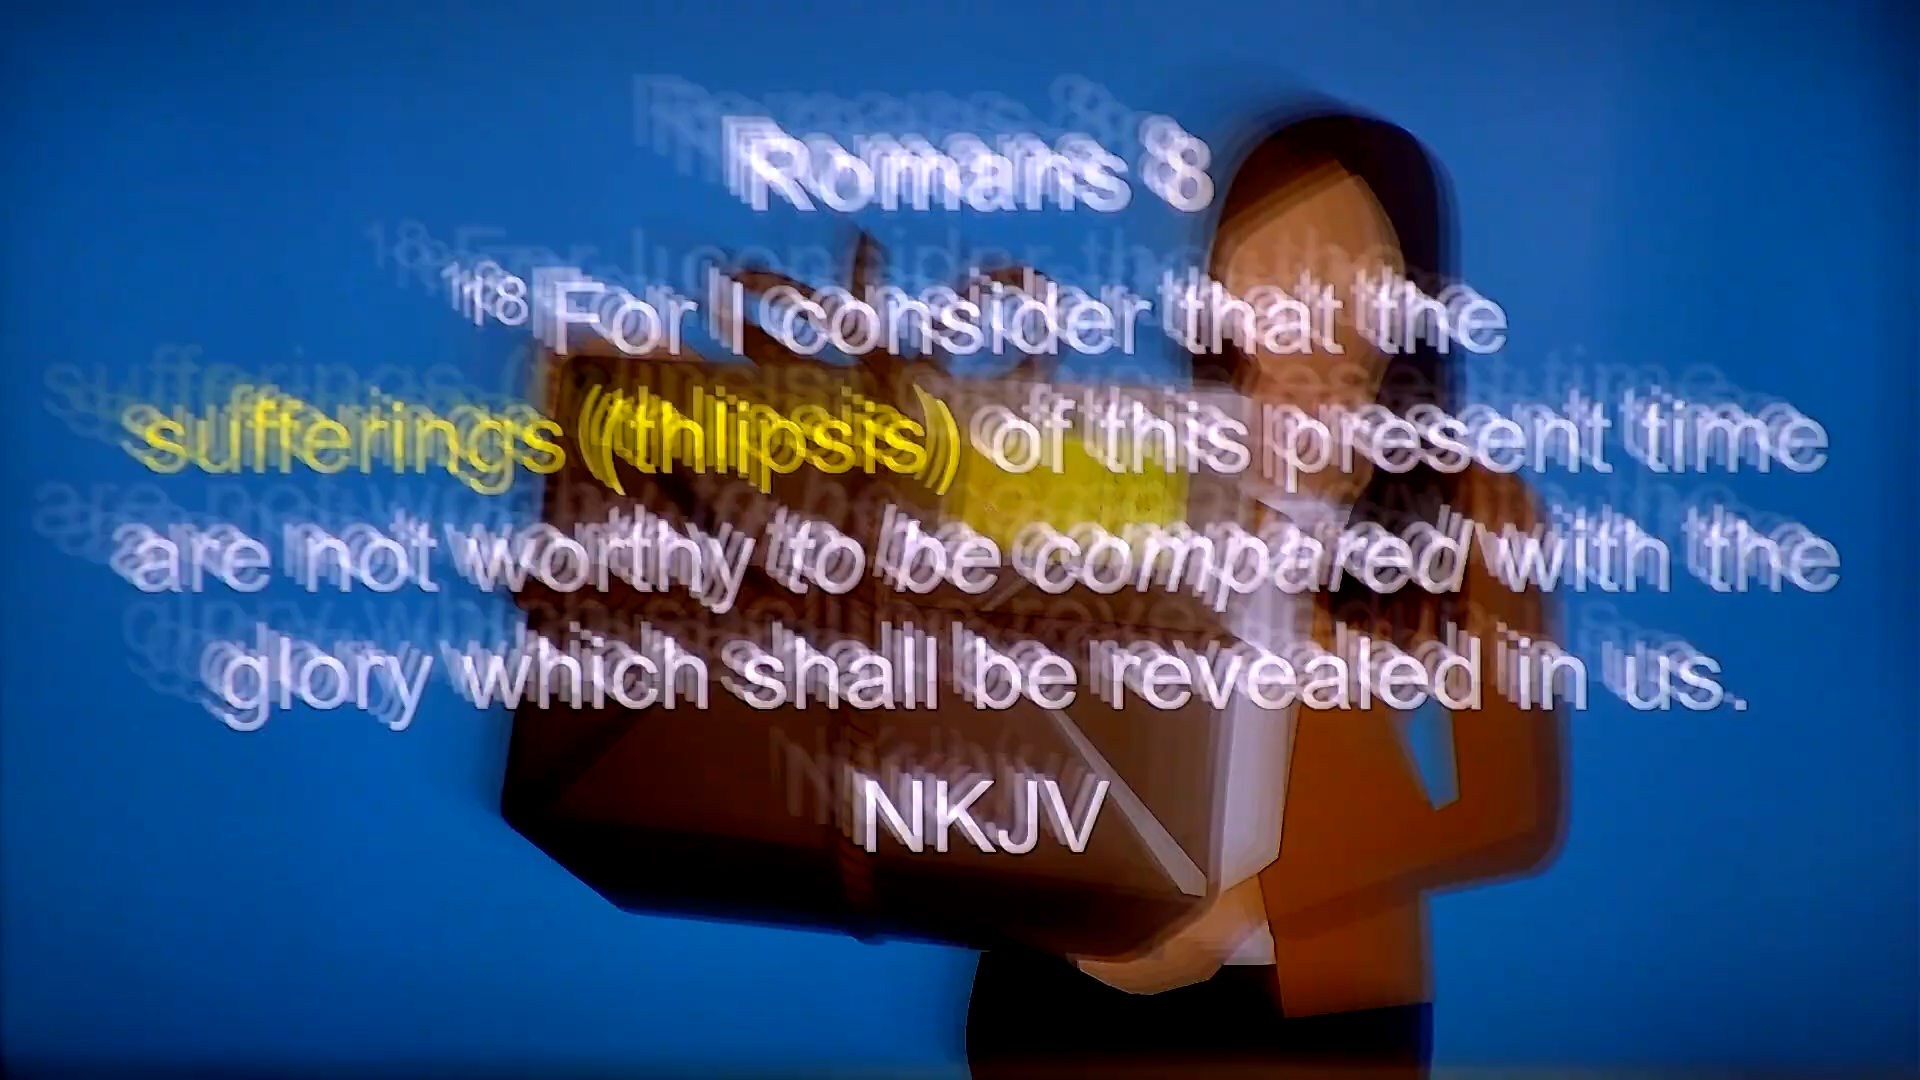 Romans 8
18 For I consider that the
sufferings (thlipsis) of this present time
are not worthy to be compared with the
glory which shall be revealed in us.
NKJV